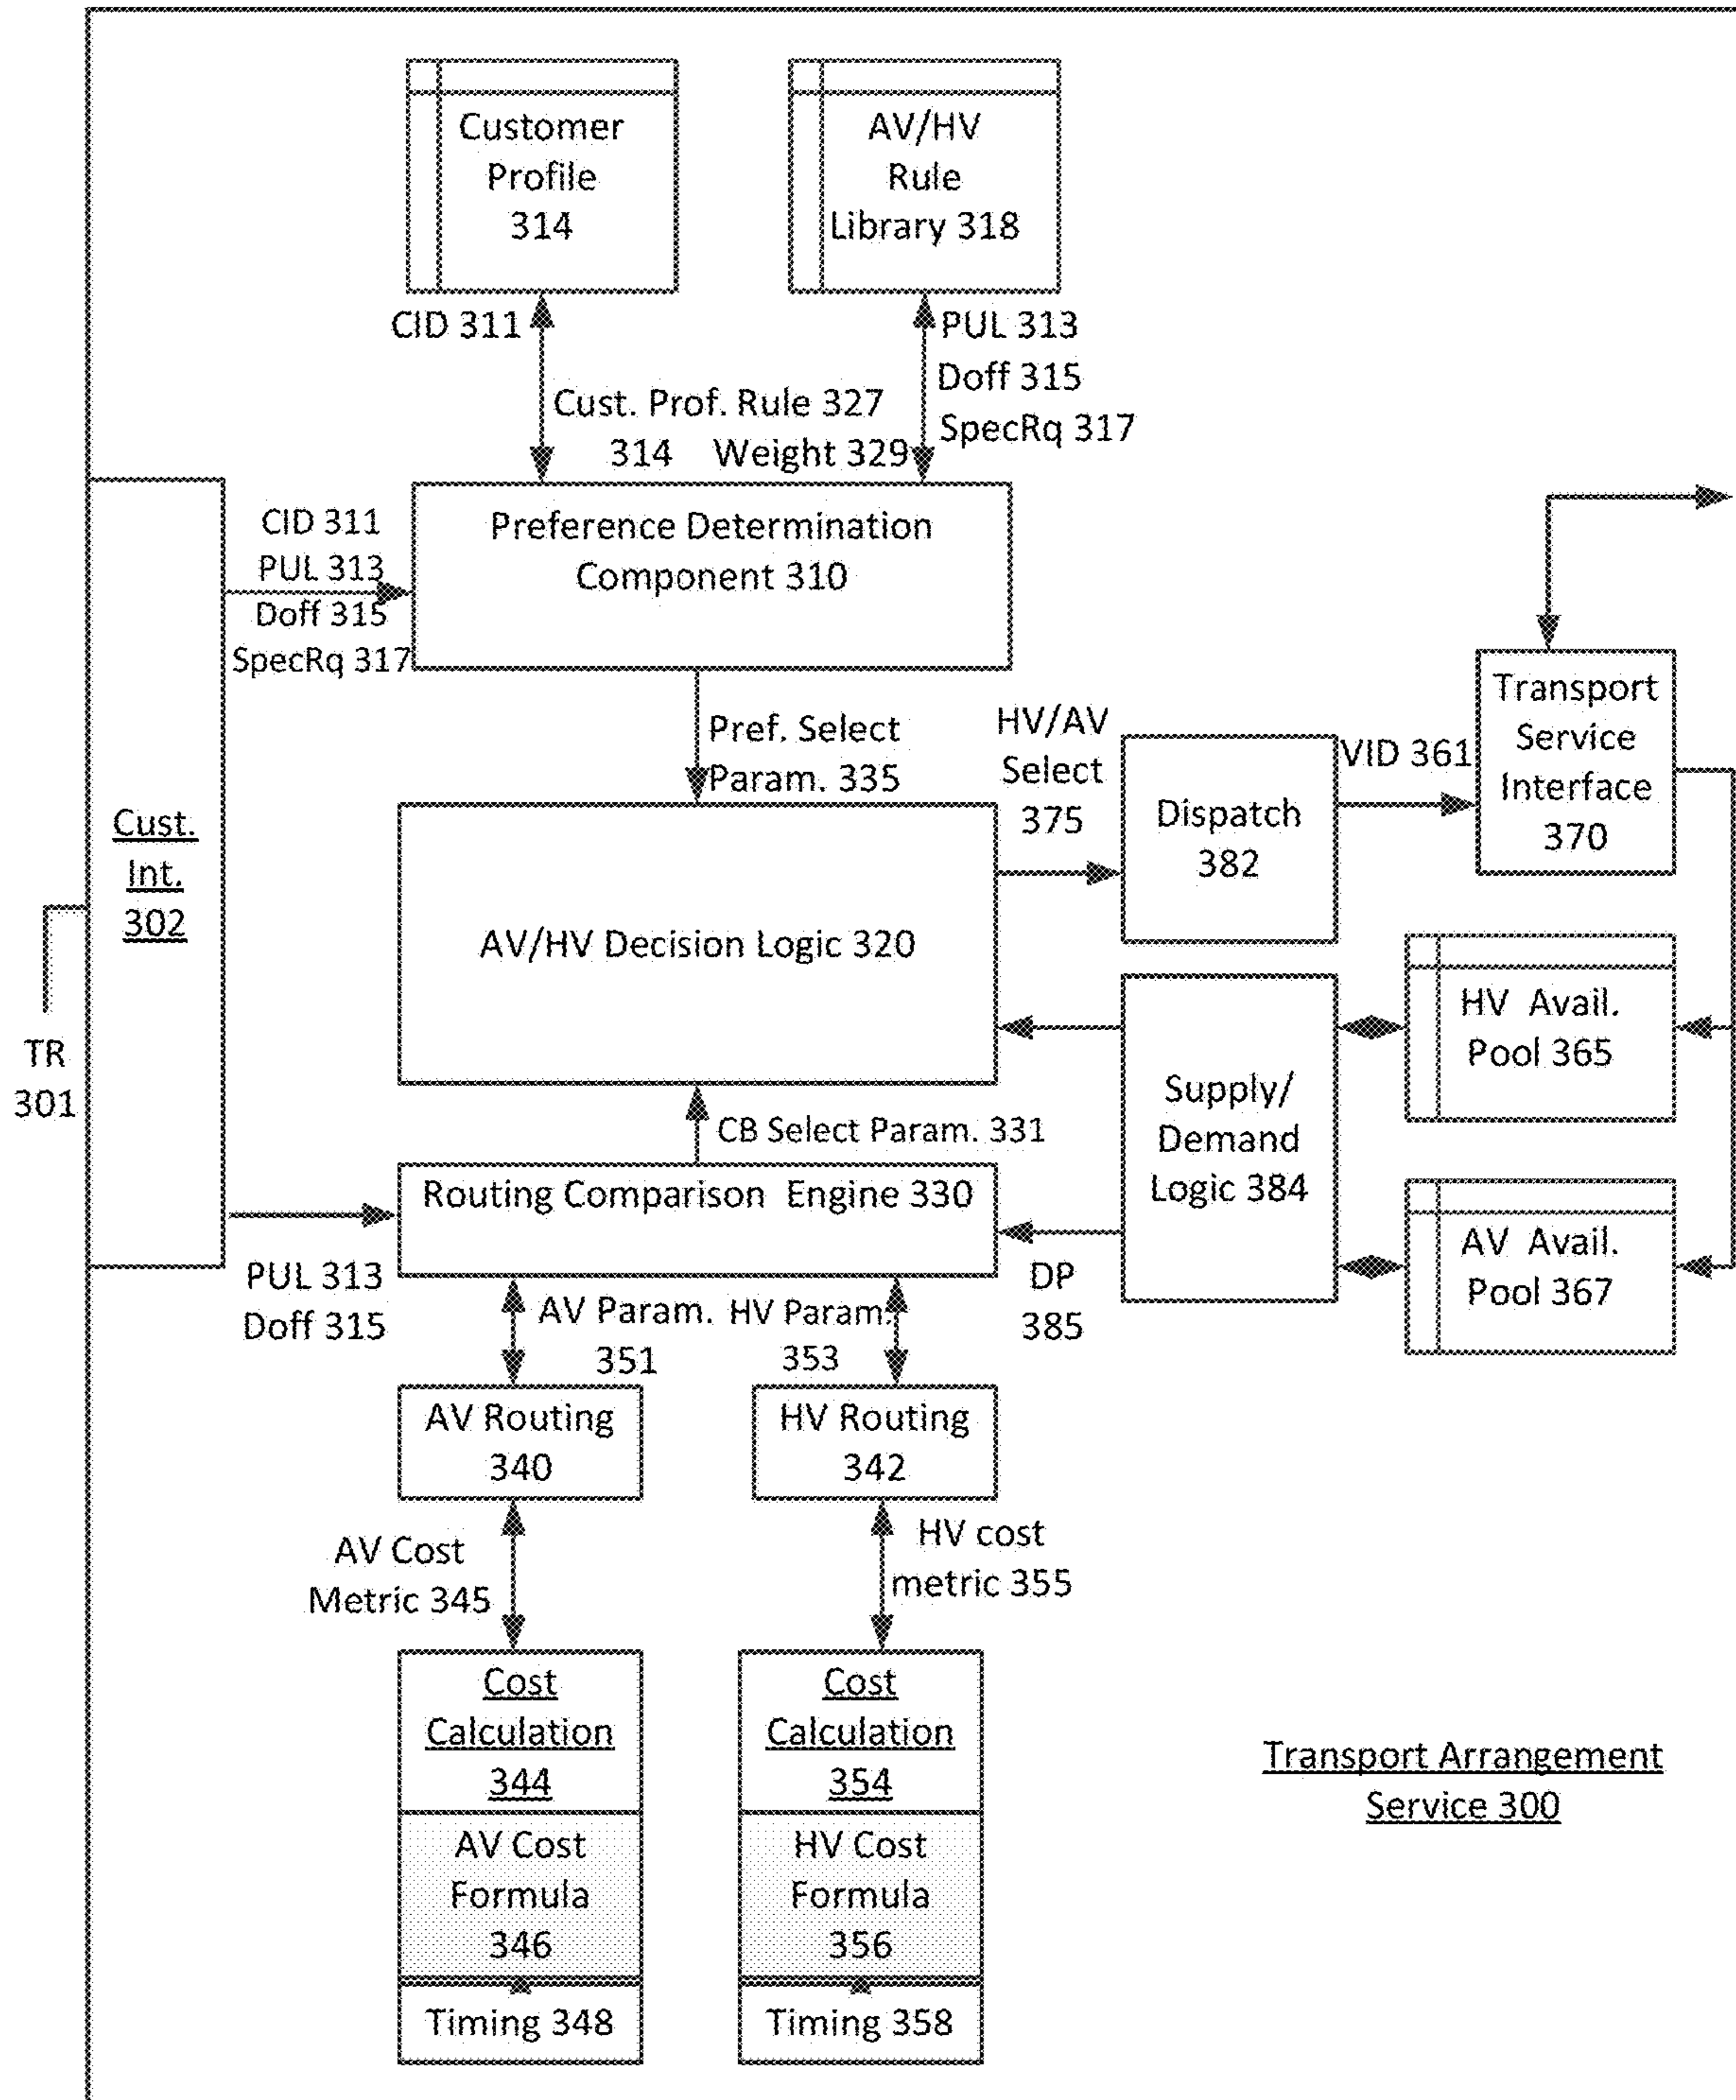 Customer
Profile
314
AV/HV
Rule
Library 318
CID 311
PUL 313
Doff 315
SpecRq 317
Cust. Prof. Rule 327
314 Weight 329
CID 311
PUL 313
Doff 315
SpecRq 317
Preference Determination
Component 310
Pref. Select
Param. 335
HV/AV
Select
375
Dispatch
382
VID 361
Transport
Service
Interface
370
Cust.
Int.
302
TR
301
AV/HV Decision Logic 320
HV Avail.
Pool 365
Supply/
Demand
Logic 384
AV Avail.
Pool 367
CB Select Param. 331
Routing Comparison Engine 330
PUL 313
Doff 315
DP
385
AV Param.
351
HV Param.
353
AV Routing
340
HV Routing
342
AV Cost
Metric 345
HV cost
metric 355
Cost
Calculation
344
AV Cost
Formula
346
Timing 348
Cost
Calculation
354
HV Cost
Formula
356
Timing 358
Transport Arrangement
Service 300